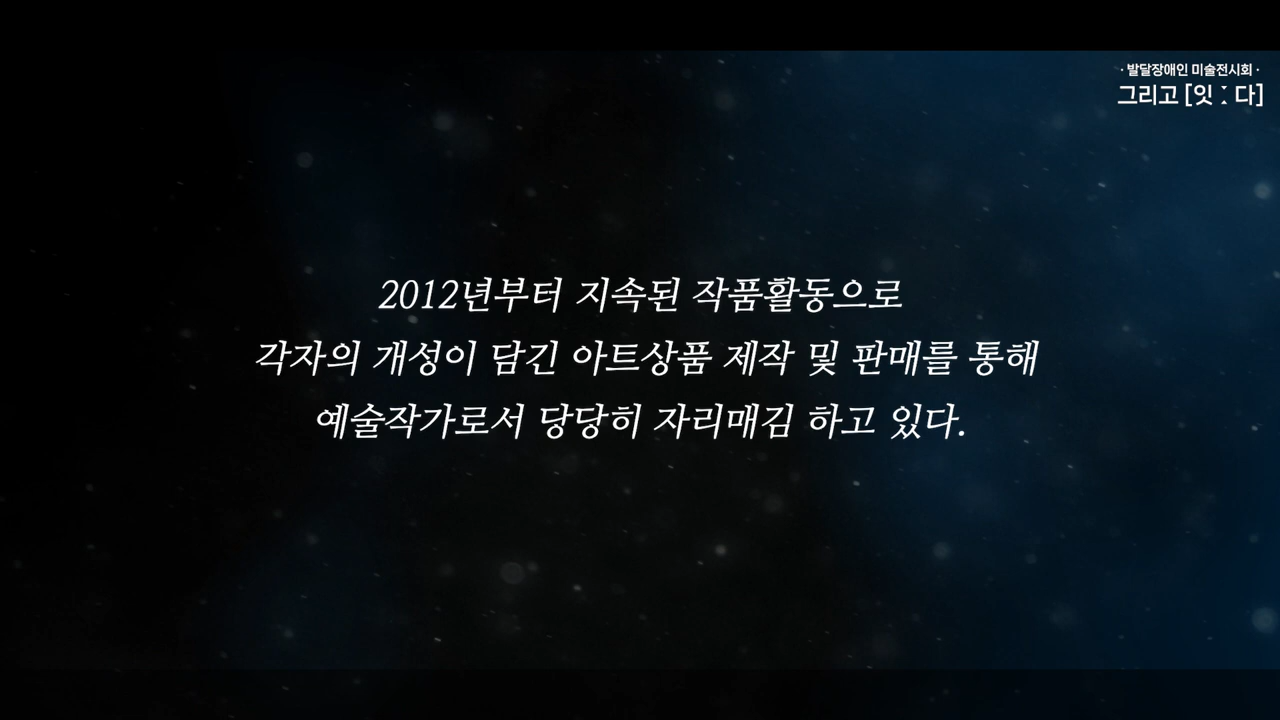 · 발달장애인 미술전시회 ·
그리고 [잇 : 다]
2012년부터 지속된 작품활동으로
각자의 개성이 담긴 아트상품 제작 및 판매를 통해
예술작가로서 당당히 자리매김 하고 있다.